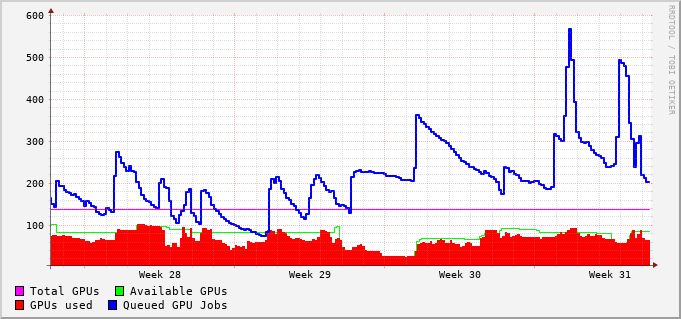 600
500
400
300
200
100
Week 28 Week 29 Week 30 Week 31
Total GPUs Available GPUs
GPUs used Queued GPU Jobs
RRDTOOL / TOBI OETIKER